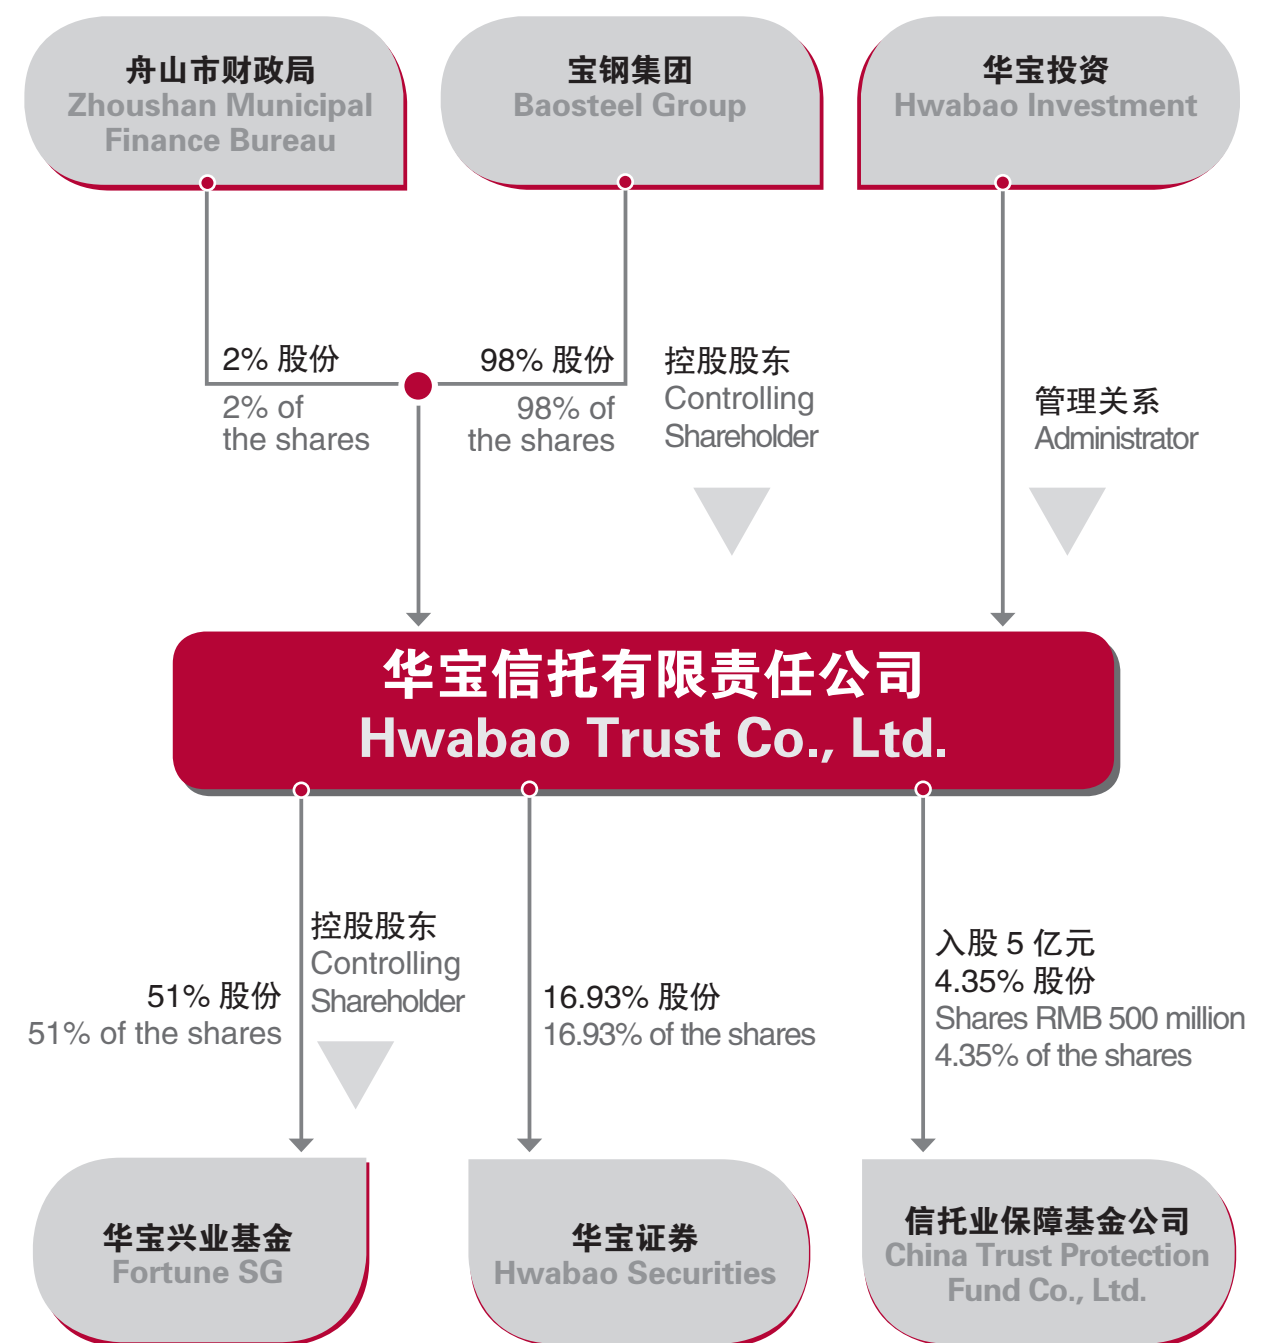 舟山市财政局
Zhoushan Municipal
Finance Bureau
宝钢集团
Baosteel Group
华宝投资
Hwabao Investment
2% 股份
2% of
the shares
98% 股份
98% of
the shares
控股股东
Controlling
Shareholder
管理关系
Administrator
华宝信托有限责任公司
Hwabao Trust Co., Ltd.
51% 股份
51% of the shares
控股股东
Controlling
Shareholder
16.93% 股份
16.93% of the shares
入股 5 亿元
4.35% 股份
Shares RMB 500 million
4.35% of the shares
华宝兴业基金
Fortune SG
华宝证券
Hwabao Securities
信托业保障基金公司
China Trust Protection
Fund Co., Ltd.